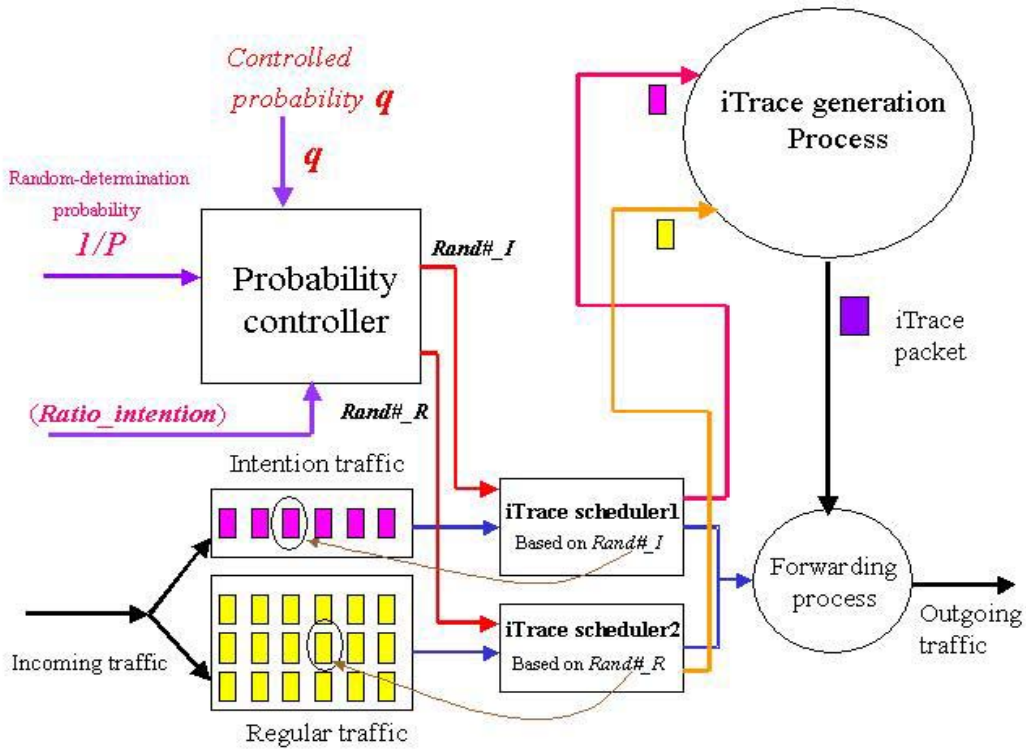 Controlled
probability q
q
Random-determination
probability
1/P
Probability
controller
Rand#_I
Rand#_R
(Ratio_intention)
iTrace generation
Process
iTrace
packet
Intention traffic
iTrace scheduler1
Based on Rand#_I
iTrace scheduler2
Based on Rand#_R
Forwarding
process
Outgoing
traffic
Incoming traffic
Regular traffic